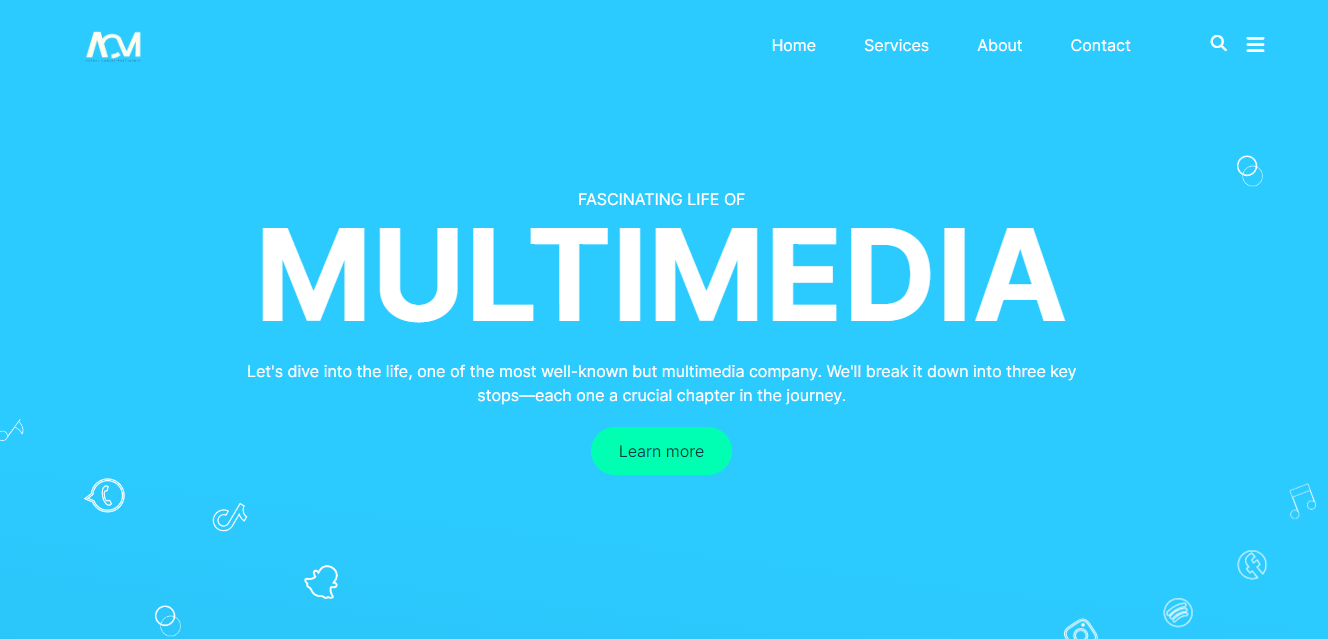 ACM
Home Services About Contact
FASCINATING LIFE OF
MULTIMEDIA
Let's dive into the life, one of the most well-known but multimedia company. We'll break it down into three key
stops—each one a crucial chapter in the journey.
Learn more